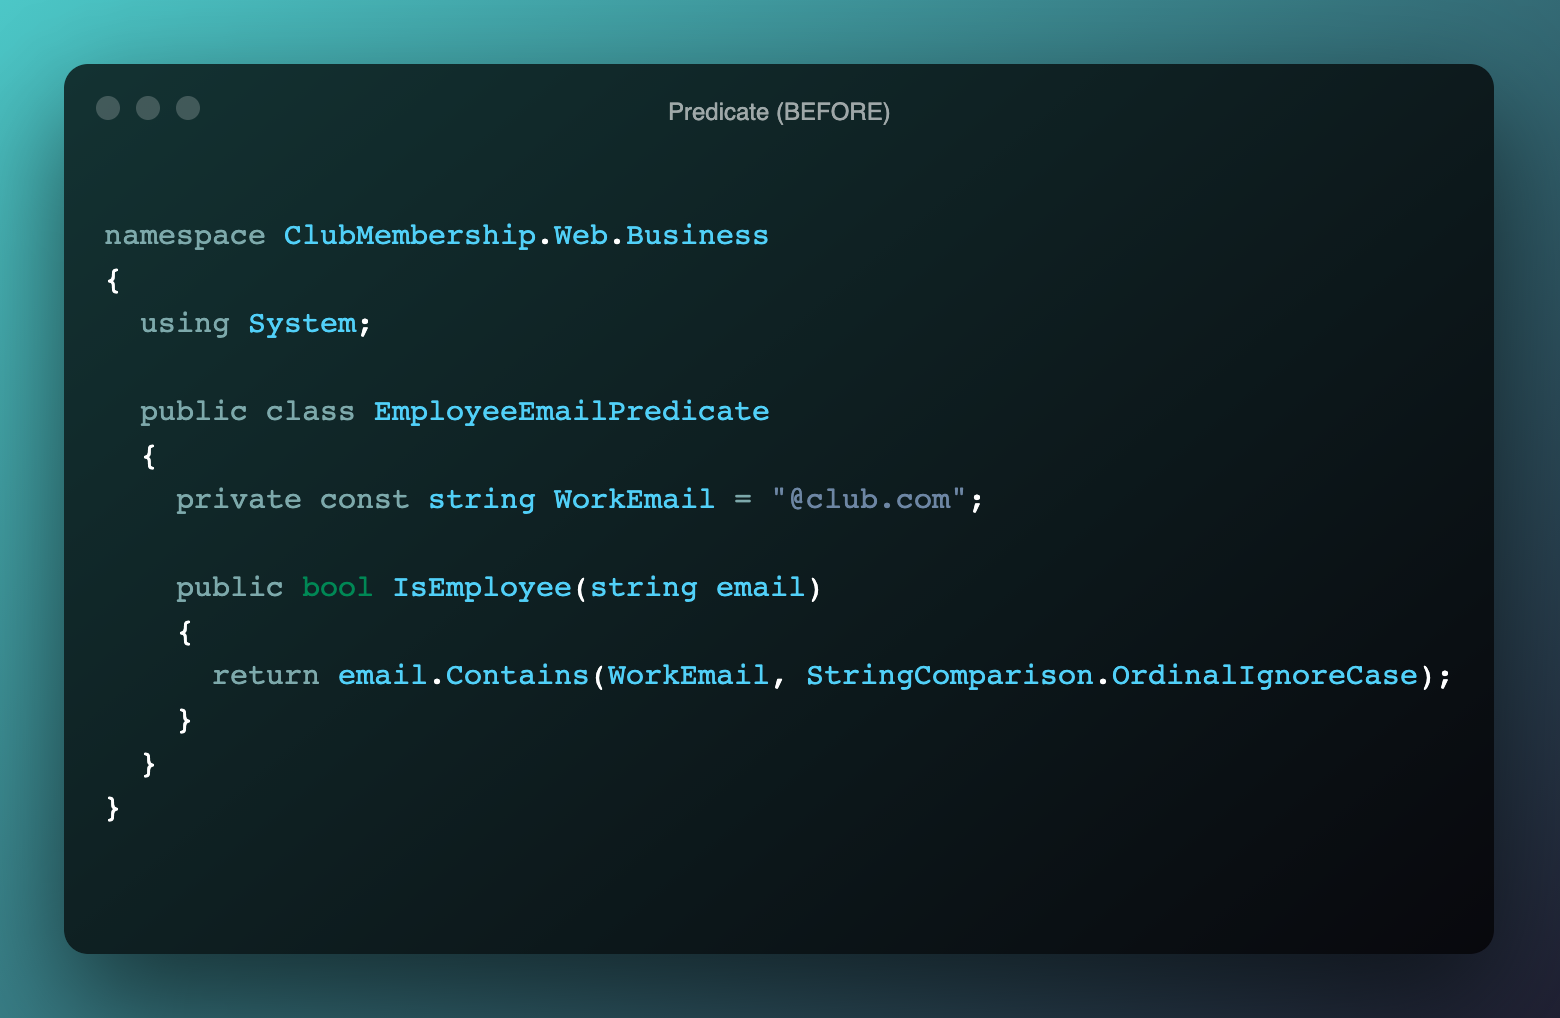 Predicate (BEFORE)
namespace ClubMembership.Web.Business
{
  using System;

  public class EmployeeEmailPredicate
  {
    private const string WorkEmail = "@club.com";

    public bool IsEmployee(string email)
    {
      return email.Contains(WorkEmail, StringComparison.OrdinalIgnoreCase);
    }
  }
}